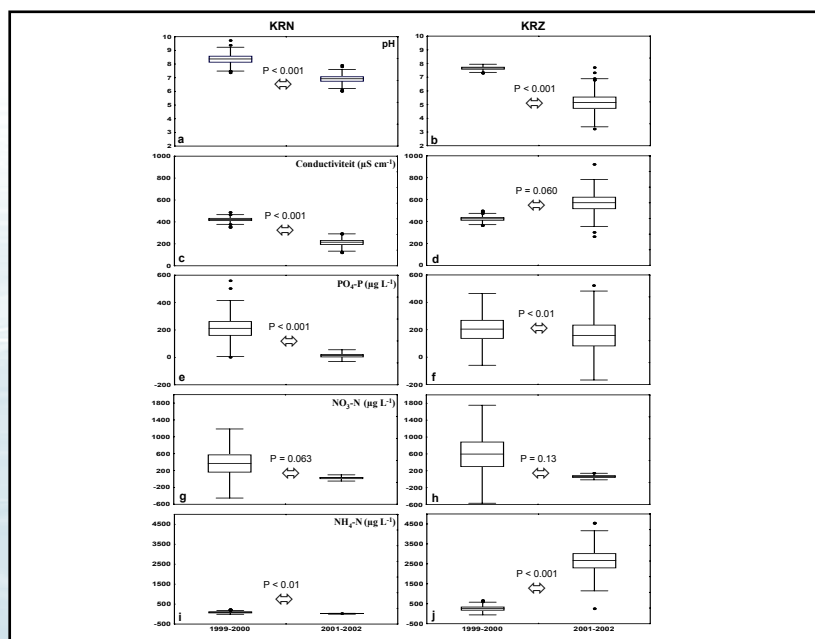 KRN KRZ
pH
10
9
8
7
6
5
4
3
2
P < 0.001
a
10
9
8
7
6
5
4
3
2
P < 0.001
b
Conductiviteit (µS cm-1)
1000
800
600
400
200
0
P < 0.001
c
1000
800
600
400
200
0
P = 0.060
d
PO4-P (µg L-1)
600
400
200
0
-200
P < 0.001
e
600
400
200
0
-200
P < 0.01
f
NO3-N (µg L-1)
1800
1400
1000
600
200
-200
-600
P = 0.063
g
1800
1400
1000
600
200
-200
-600
P = 0.13
h
NH4-N (µg L-1)
4500
3500
2500
1500
500
-500
P < 0.01
i
4500
3500
2500
1500
500
-500
P < 0.001
j
1999-2000 2001-2002 1999-2000 2001-2002